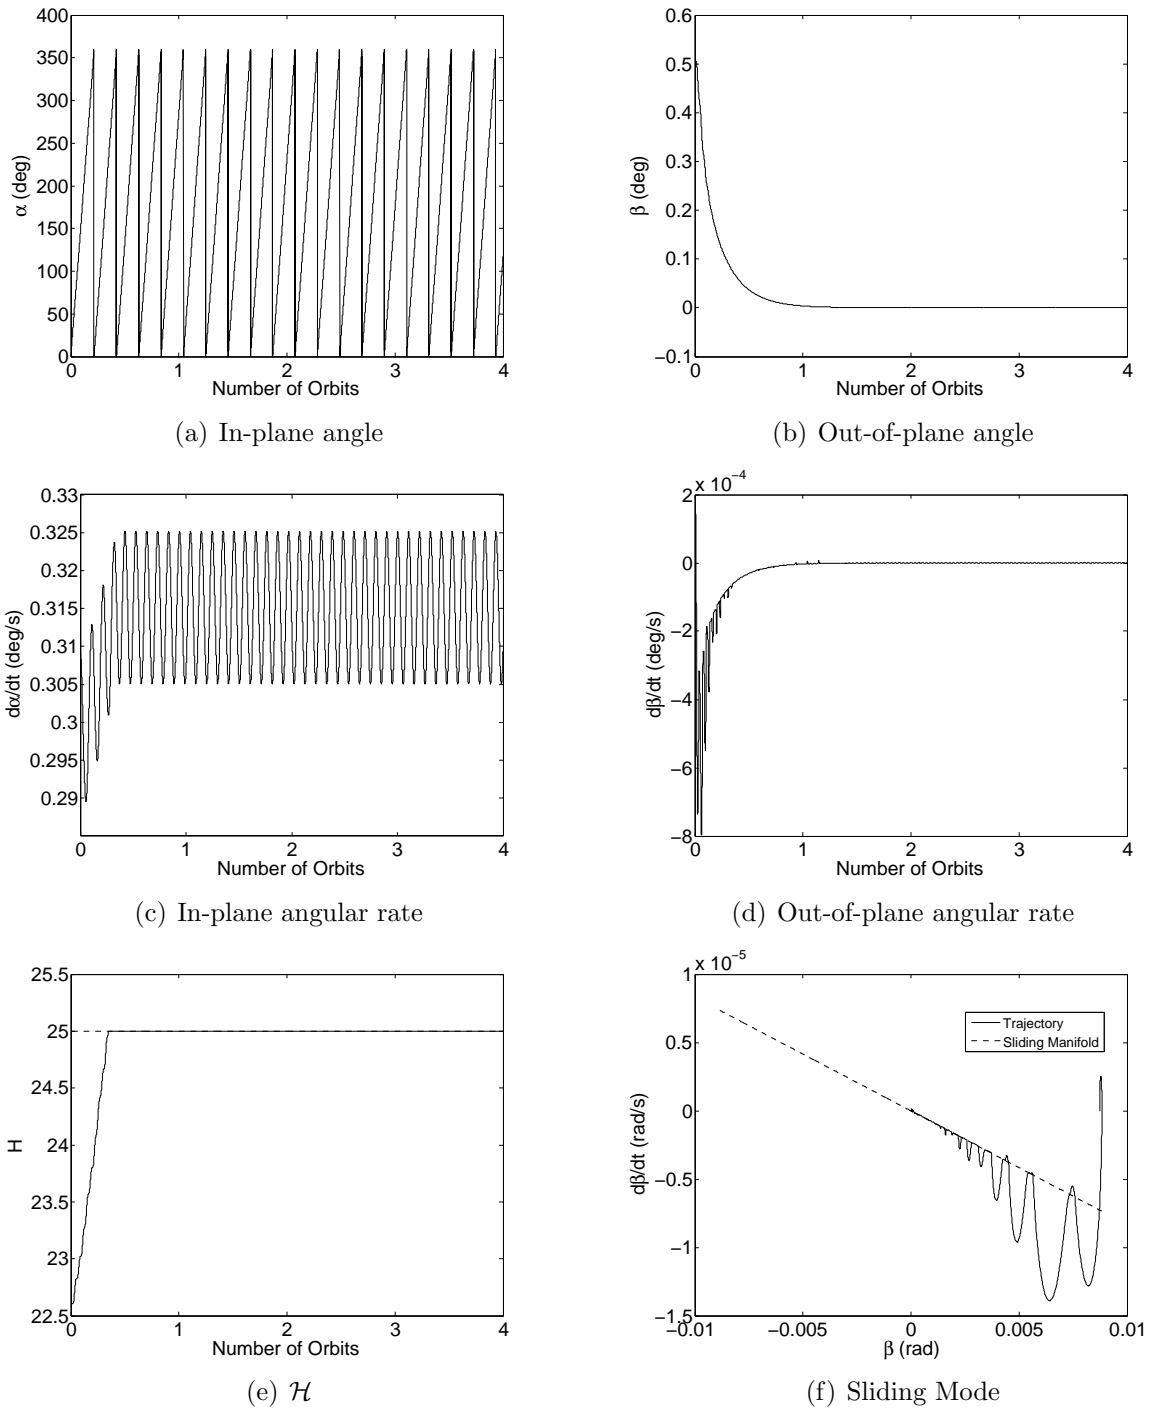 400
350
300
250
200
150
100
50
0
α (deg)
0 1 2 3 4
Number of Orbits
(a) In-plane angle
0.6
0.5
0.4
0.3
0.2
0.1
0
−0.1
β (deg)
0 1 2 3 4
Number of Orbits
(b) Out-of-plane angle
0.33
0.325
0.32
0.315
0.31
0.305
0.3
0.295
0.29
dα/dt (deg/s)
0 1 2 3 4
Number of Orbits
(c) In-plane angular rate
x 10⁻⁴
2
0
−2
−4
−6
−8
dβ/dt (deg/s)
0 1 2 3 4
Number of Orbits
(d) Out-of-plane angular rate
25.5
25
24.5
24
23.5
23
22.5
H
0 1 2 3 4
Number of Orbits
(e) ℋ
x 10⁻⁵
1
0.5
0
−0.5
−1
−1.5
dβ/dt (rad/s)
Trajectory
Sliding Manifold
−0.01 −0.005 0 0.005 0.01
β (rad)
(f) Sliding Mode